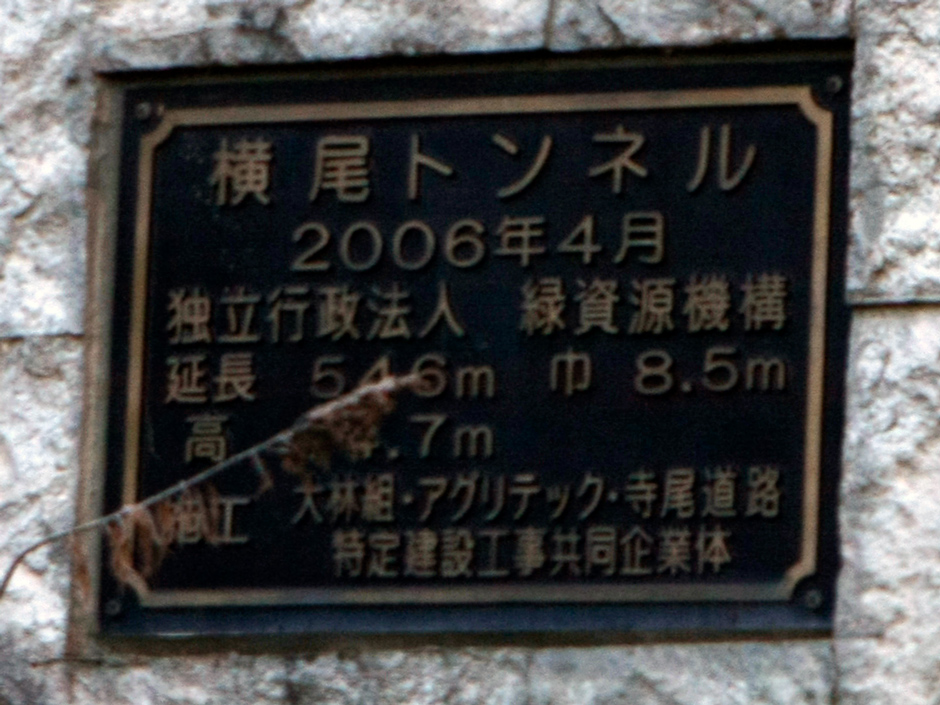 横尾トンネル
2006年4月
独立行政法人 緑資源機構
延長 546m 巾 8.5m
高 .7m
施工 大林組・アグリテック・寺尾道路
特定建設工事共同企業体